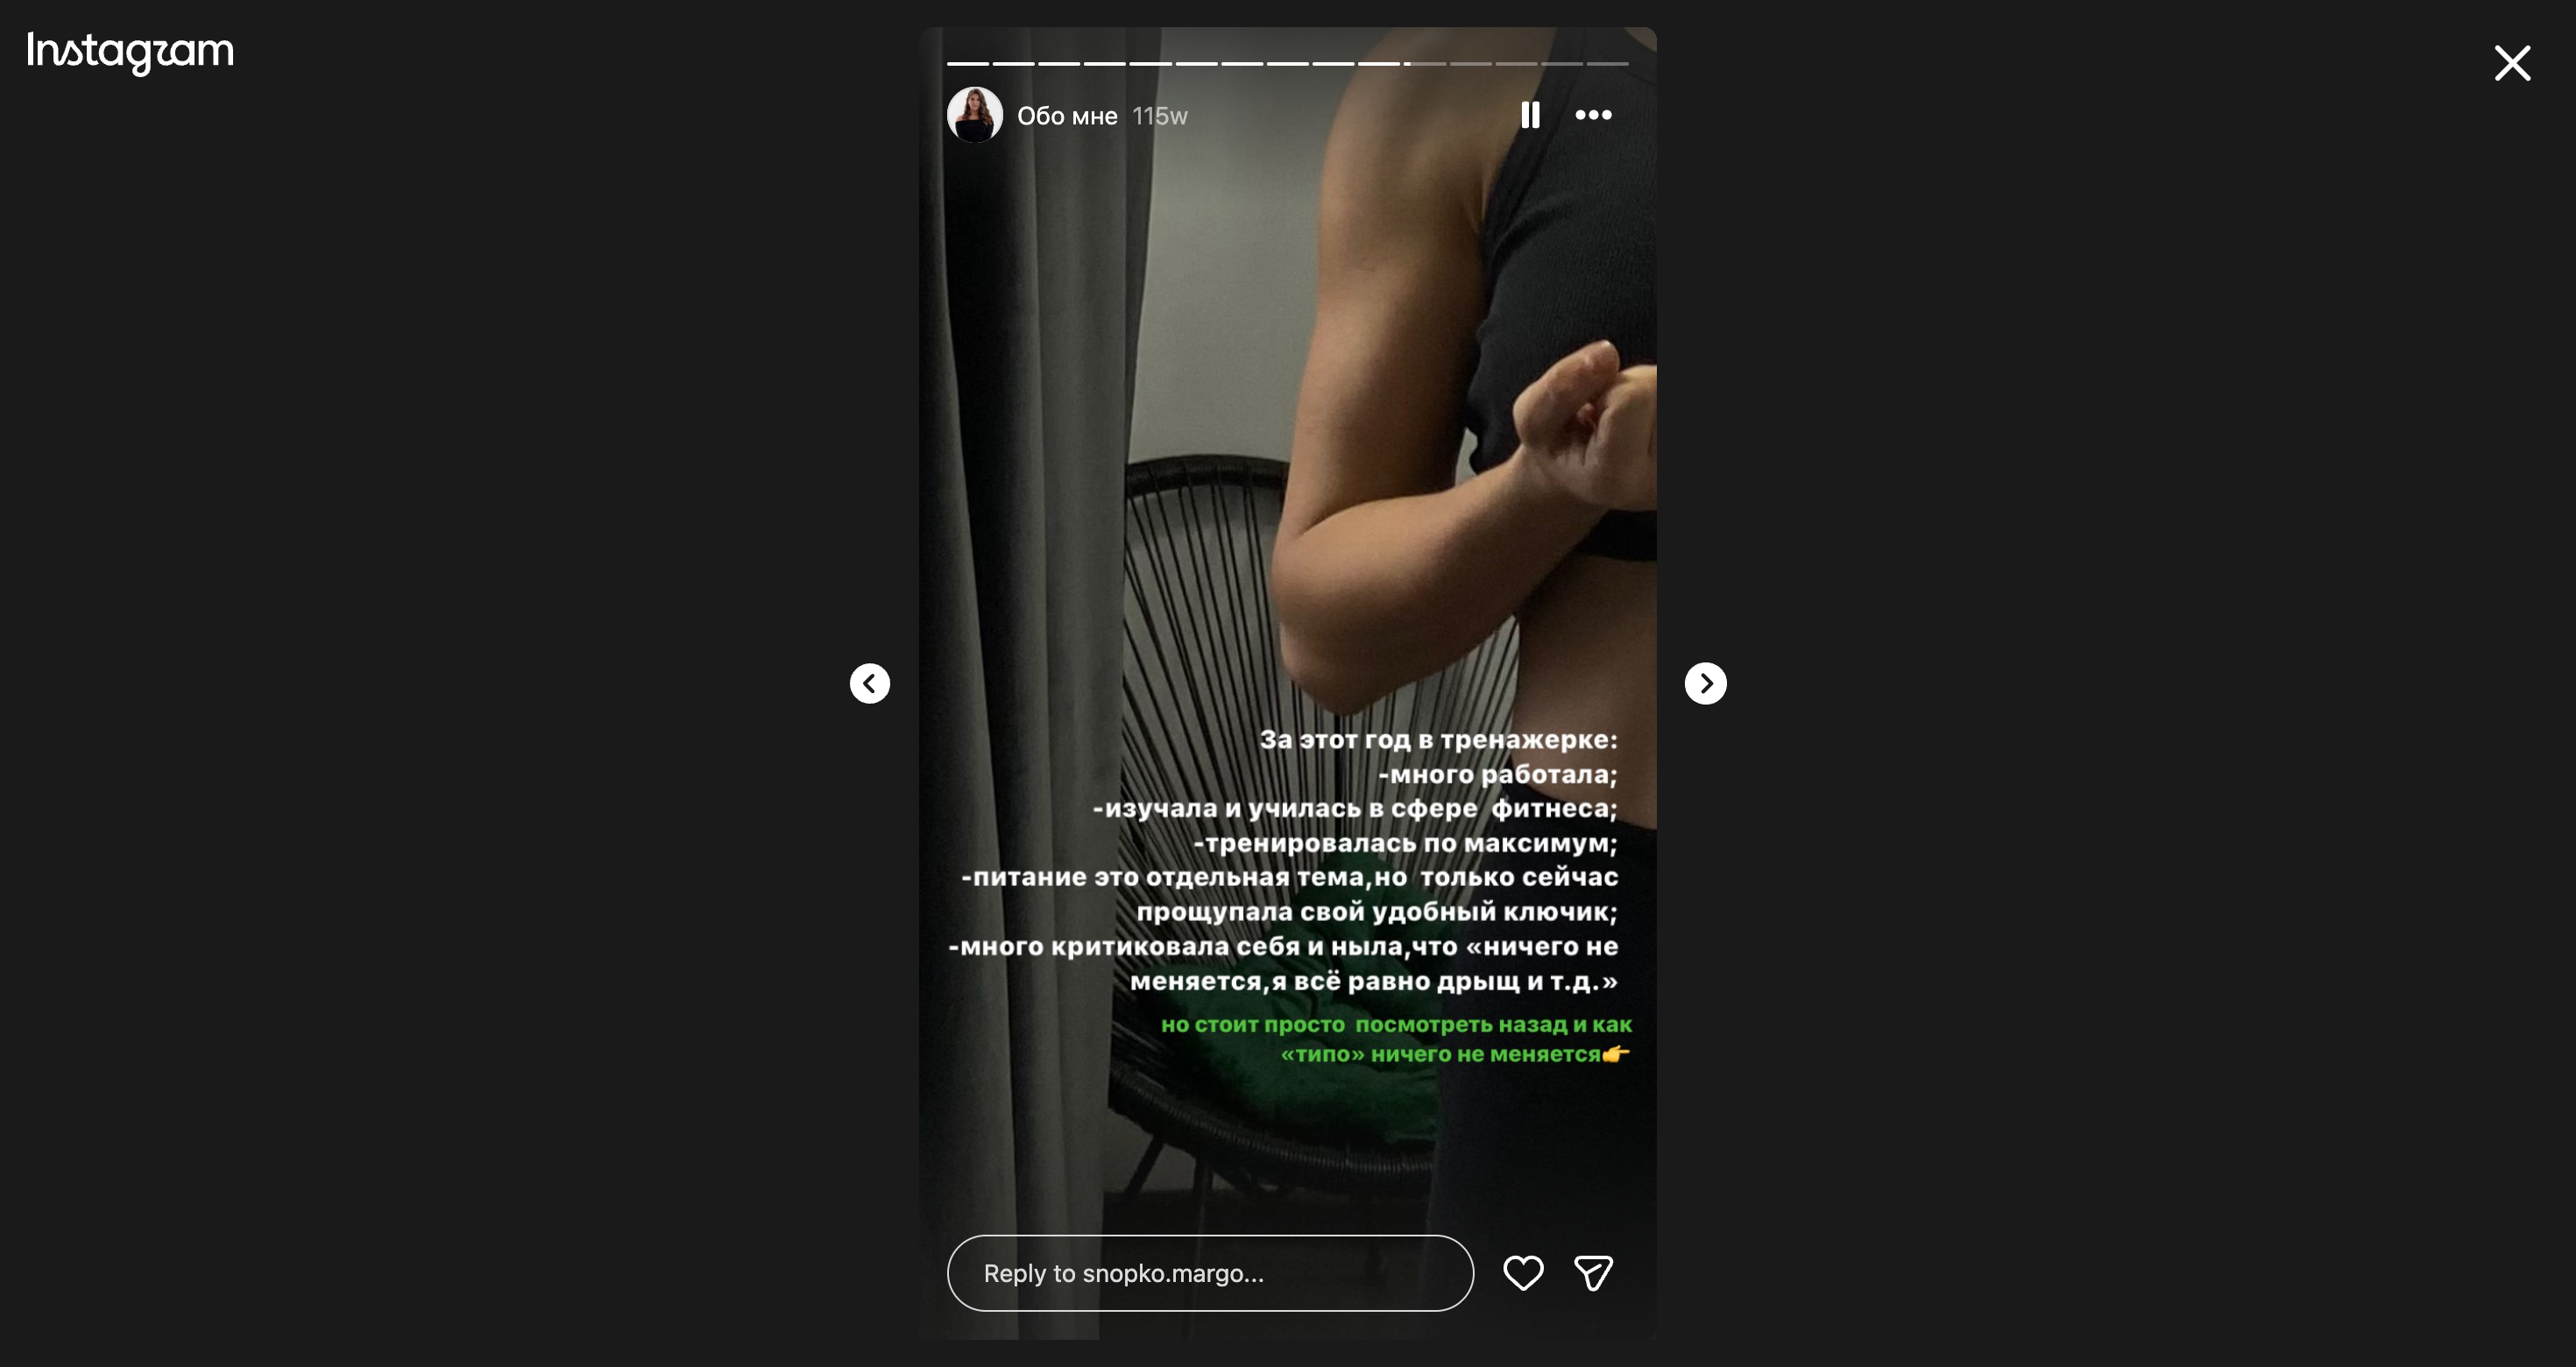 Instagram
Обо мне 115w
За этот год в тренажерке:
-много работала;
-изучала и училась в сфере фитнеса;
-тренировалась по максимум;
-питание это отдельная тема,но только сейчас
прощупала свой удобный ключик;
-много критиковала себя и ныла,что «ничего не
меняется,я всё равно дрыщ и т.д.»
но стоит просто посмотреть назад и как
«типо» ничего не меняется👉
Reply to snopko.margo...